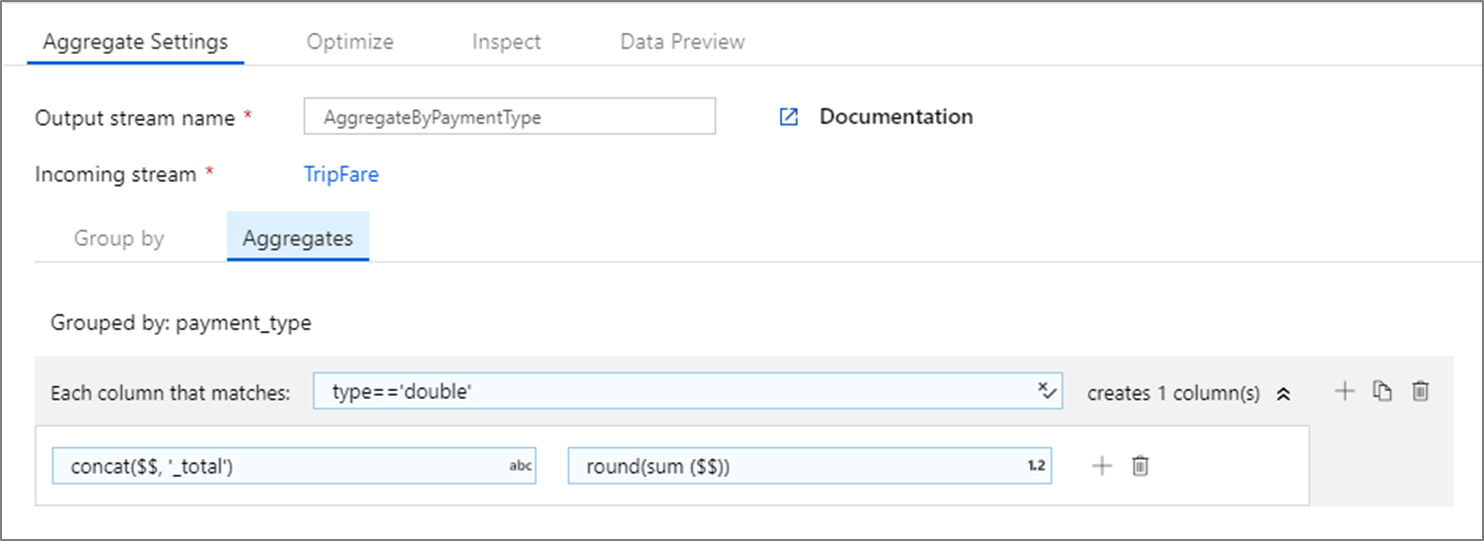 Aggregate Settings Optimize Inspect Data Preview
Output stream name * AggregateByPaymentType Documentation
Incoming stream * TripFare
Group by Aggregates
Grouped by: payment_type
Each column that matches: type=='double' creates 1 column(s)
concat($$, '_total') abc round(sum ($$)) 1.2